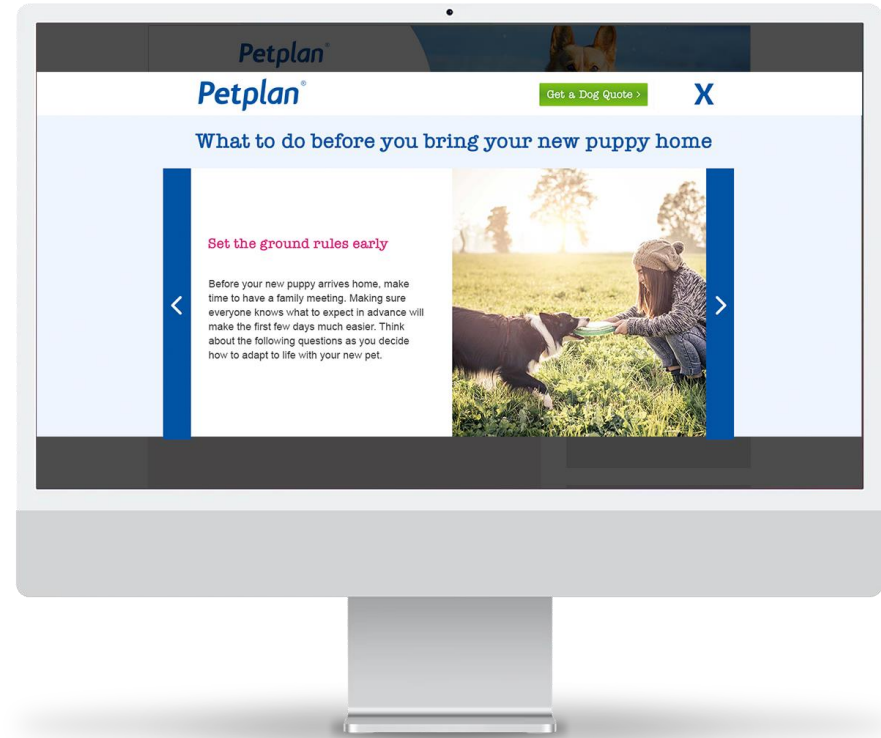 Petplan®
Petplan®
Get a Dog Quote >
X
What to do before you bring your new puppy home
Set the ground rules early
Before your new puppy arrives home, make
time to have a family meeting. Making sure
everyone knows what to expect in advance will
make the first few days much easier. Think
about the following questions as you decide
how to adapt to life with your new pet.